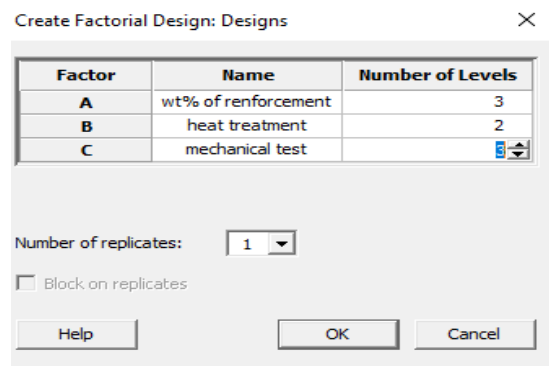 Create Factorial Design: Designs
Factor Name Number of Levels
A wt% of renforcement 3
B heat treatment 2
C mechanical test 3
Number of replicates: 1
Block on replicates
Help OK Cancel